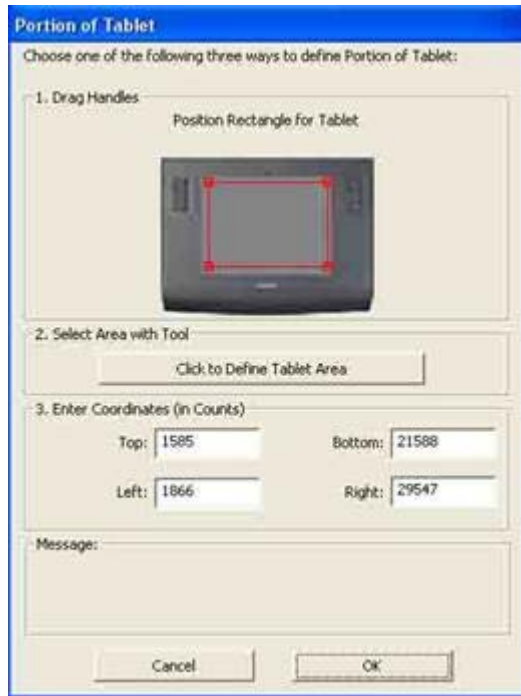 Portion of Tablet
Choose one of the following three ways to define Portion of Tablet:
1. Drag Handles
Position Rectangle for Tablet
2. Select Area with Tool
Click to Define Tablet Area
3. Enter Coordinates (in Counts)
Top: 1585 Bottom: 21588
Left: 1866 Right: 29547
Message:
Cancel OK